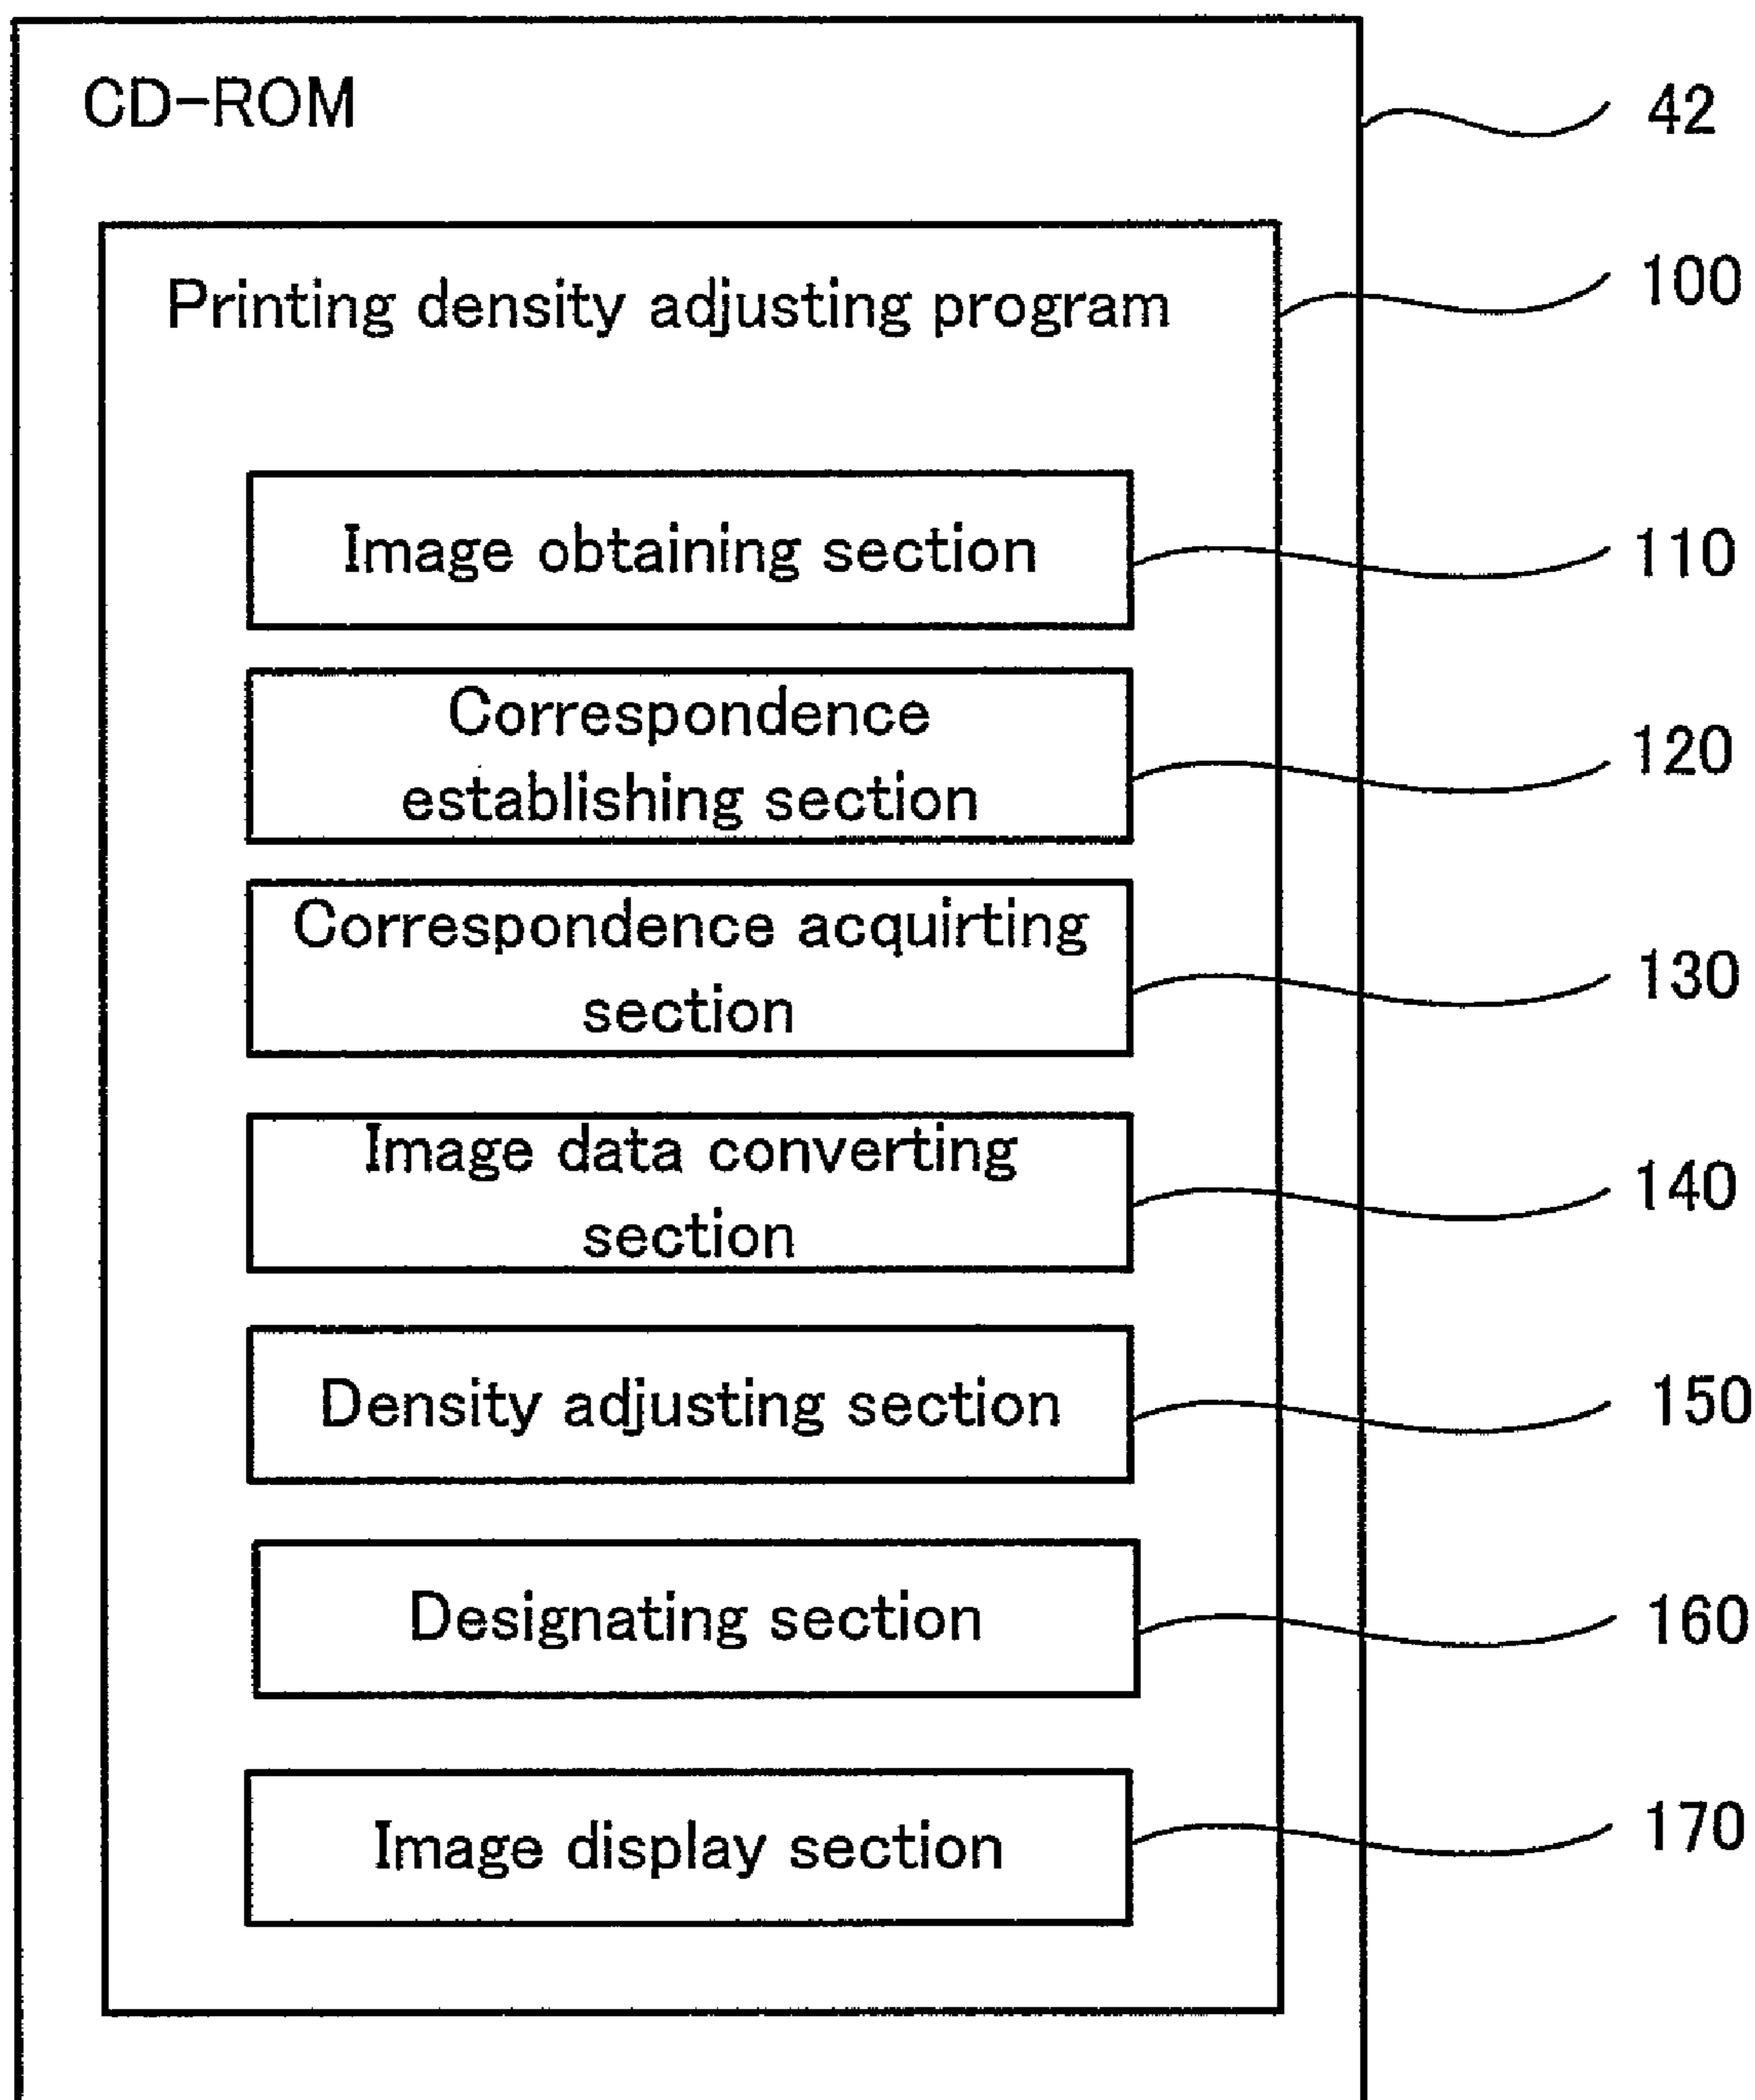 CD-ROM
42
Printing density adjusting program
100
Image obtaining section
110
Correspondence
establishing section
120
Correspondence acquirting
section
130
Image data converting
section
140
Density adjusting section
150
Designating section
160
Image display section
170